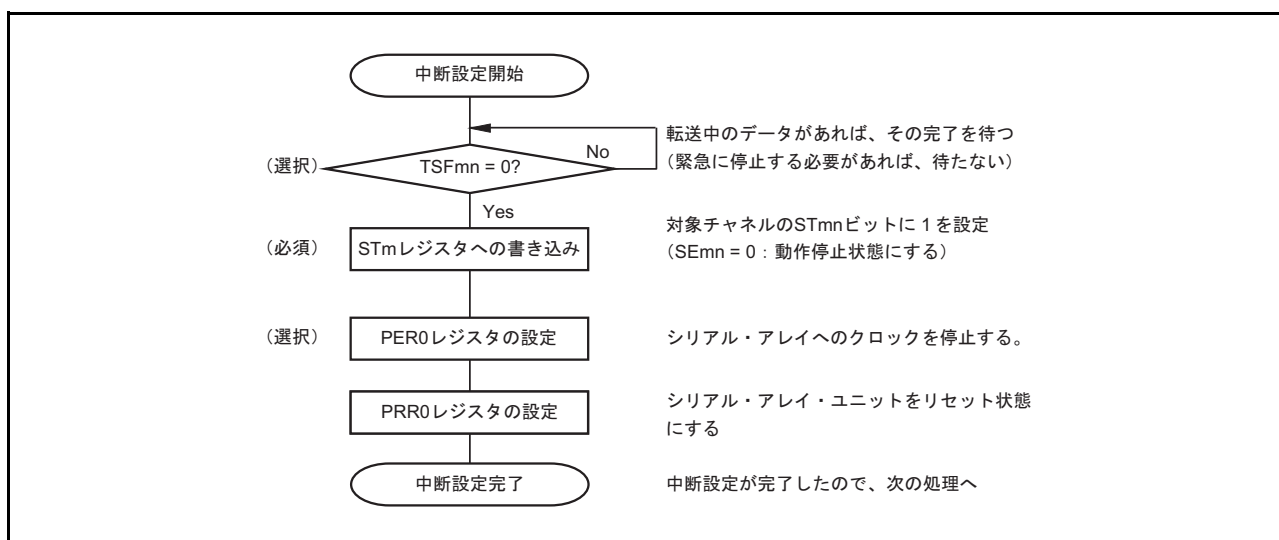 中断設定開始
転送中のデータがあれば、その完了を待つ
No
(選択)
TSFmn = 0?
(緊急に停止する必要があれば、待たない)
Yes
対象チャネルのSTmnビットに 1 を設定
(必須)
STmレジスタへの書き込み
(SEmn = 0:動作停止状態にする)
(選択)
PER0レジスタの設定
シリアル・アレイへのクロックを停止する。
PRR0レジスタの設定
シリアル・アレイ・ユニットをリセット状態
にする
中断設定完了
中断設定が完了したので、次の処理へ